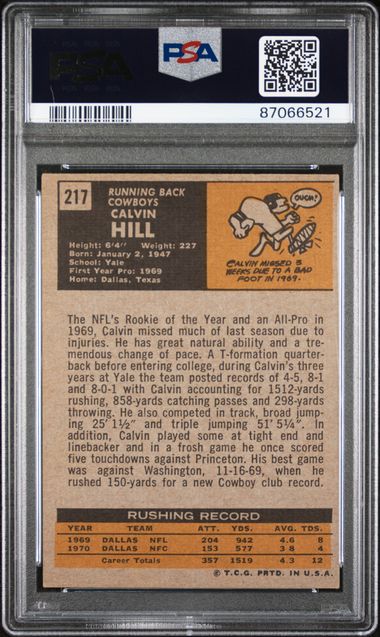 PSA
PSA
87066521
217
RUNNING BACK
COWBOYS
CALVIN
HILL
Height: 6'4" Weight: 227
Born: January 2, 1947
School: Yale
First Year Pro: 1969
Home: Dallas, Texas
OUCH!
CALVIN MISSED 3
WEEKS DUE TO A BAD
FOOT IN 1969.
The NFL's Rookie of the Year and an All-Pro in
1969, Calvin missed much of last season due to
injuries. He has great natural ability and a tre-
mendous change of pace. A T-formation quarter-
back before entering college, during Calvin's three
years at Yale the team posted records of 4-5, 8-1
and 8-0-1 with Calvin accounting for 1512-yards
rushing, 858-yards catching passes and 298-yards
throwing. He also competed in track, broad jump-
ing 25' 1½" and triple jumping 51' 5¼". In
addition, Calvin played some at tight end and
linebacker and in a frosh game he once scored
five touchdowns against Princeton. His best game
was against Washington, 11-16-69, when he
rushed 150-yards for a new Cowboy club record.
RUSHING RECORD
YEAR TEAM ATT. YDS. AVG. TDS.
1969 DALLAS NFL 204 942 4.6 8
1970 DALLAS NFC 153 577 3.8 4
Career Totals 357 1519 4.3 12
© T.C.G. PRTD. IN U.S.A.